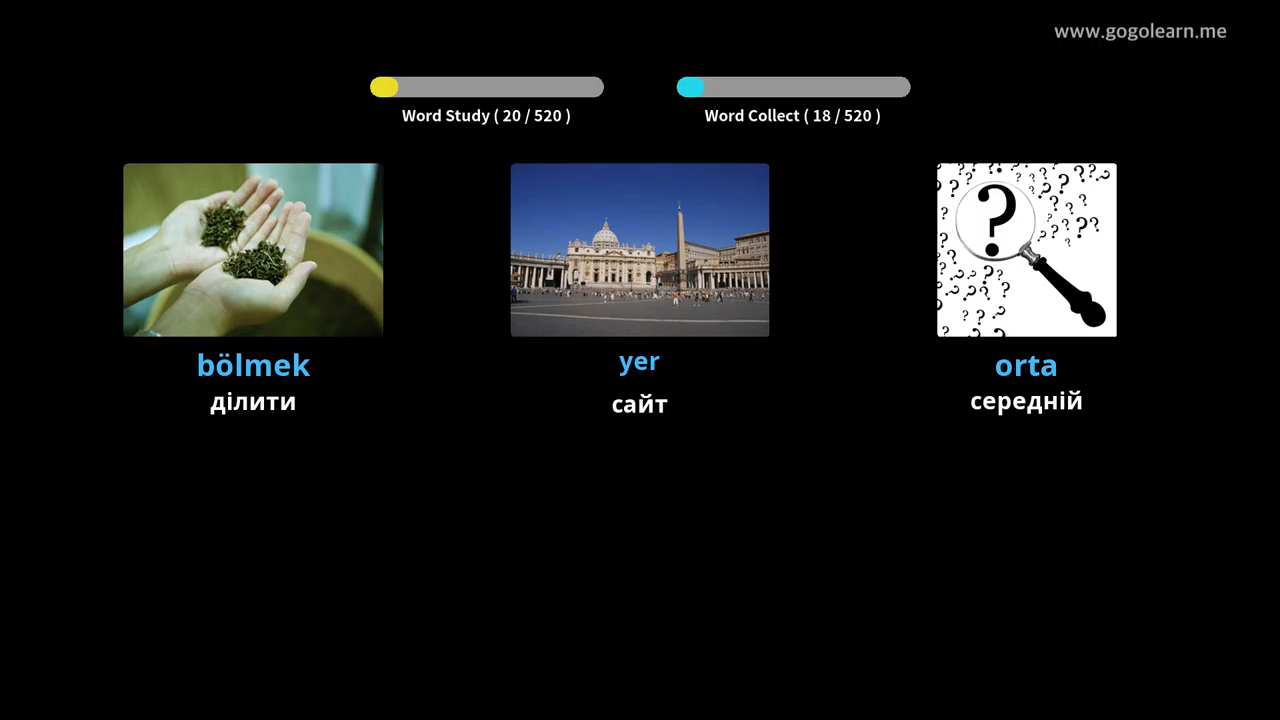 www.gogolearn.me
Word Study ( 20 / 520 )
Word Collect ( 18 / 520 )
bölmek
ділити
yer
сайт
orta
середній